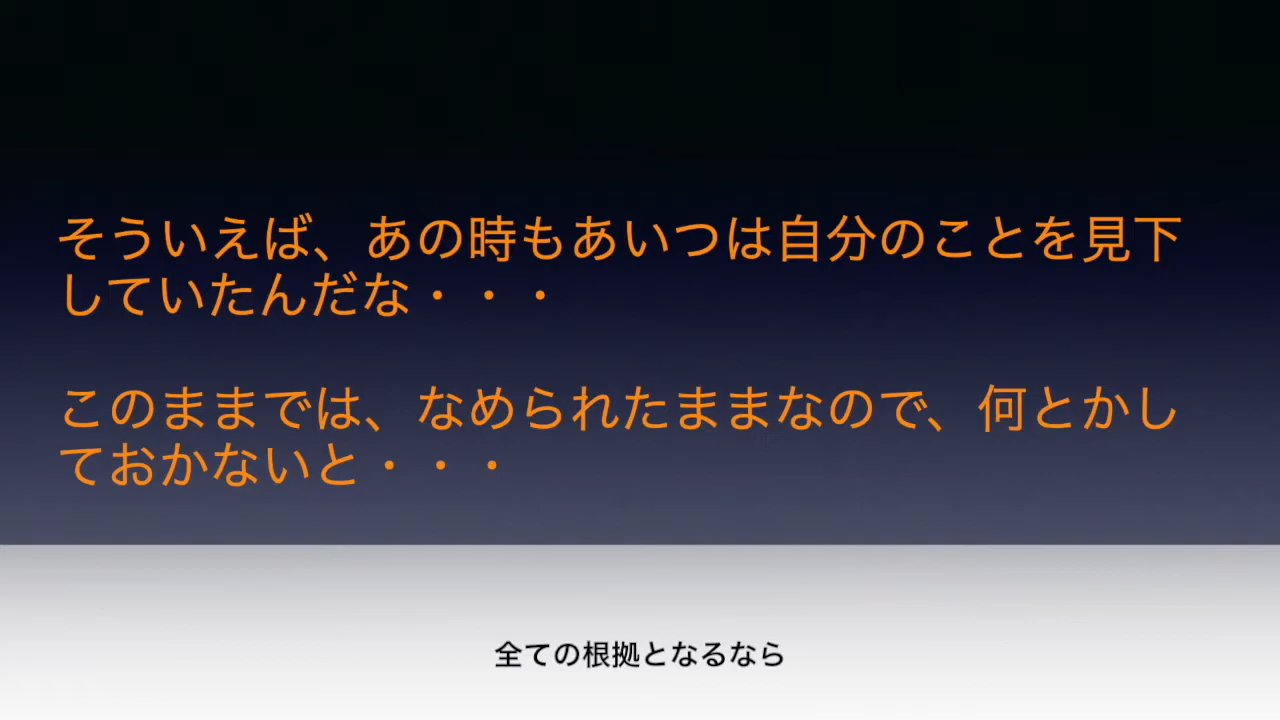 そういえば、あの時もあいつは自分のことを見下
していたんだな・・・
このままでは、なめられたままなので、何とかし
ておかないと・・・
全ての根拠となるなら